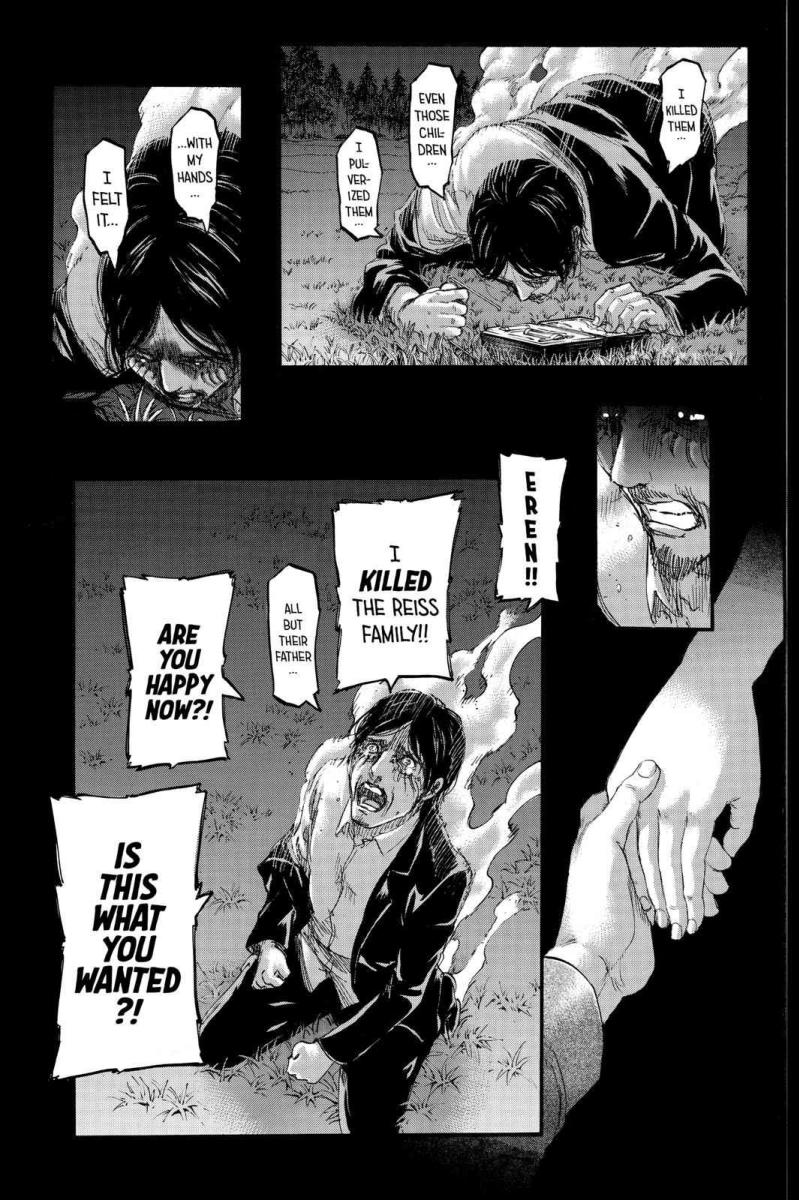 I
KILLED
THEM
...
EVEN
THOSE
CHIL-
DREN
...
I
PUL-
VER-
IZED
THEM
...
...WITH
MY
HANDS
...
I
FELT
IT...
EREN!!
I
KILLED
THE REISS
FAMILY!!
ALL
BUT
THEIR
FATHER
...
ARE
YOU
HAPPY
NOW?!
IS
THIS
WHAT
YOU
WANTED
?!